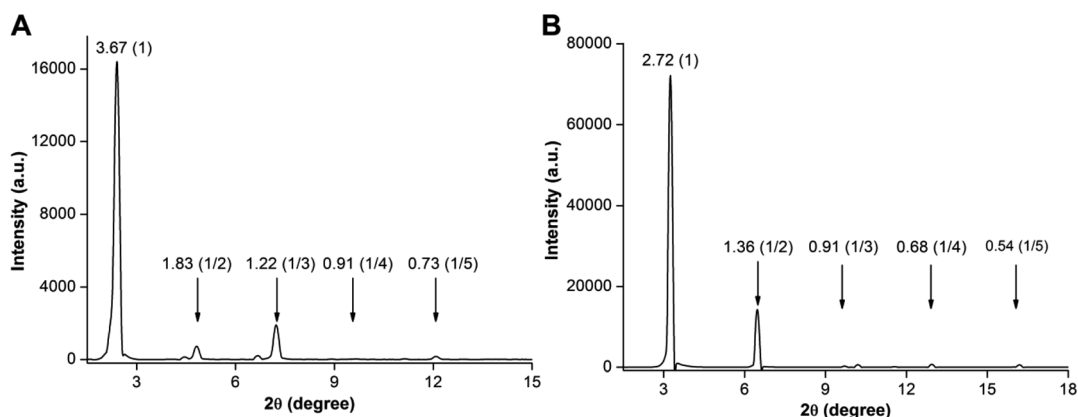 A
3.67 (1)
16000
12000
8000
4000
0
1.83 (1/2) 1.22 (1/3) 0.91 (1/4) 0.73 (1/5)
3 6 9 12 15
2θ (degree)
Intensity (a.u.)
B
80000
2.72 (1)
60000
40000
20000
0
1.36 (1/2) 0.91 (1/3) 0.68 (1/4) 0.54 (1/5)
3 6 9 12 15 18
2θ (degree)
Intensity (a.u.)